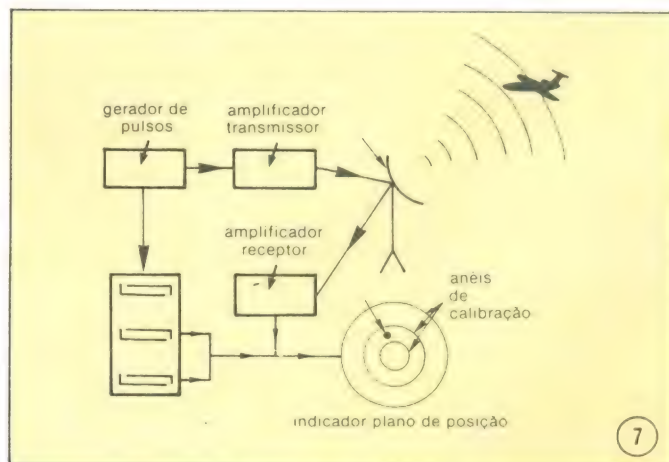 gerador de
pulsos
amplificador
transmissor
amplificador
receptor
anéis
de
calibração
indicador plano de posição
7